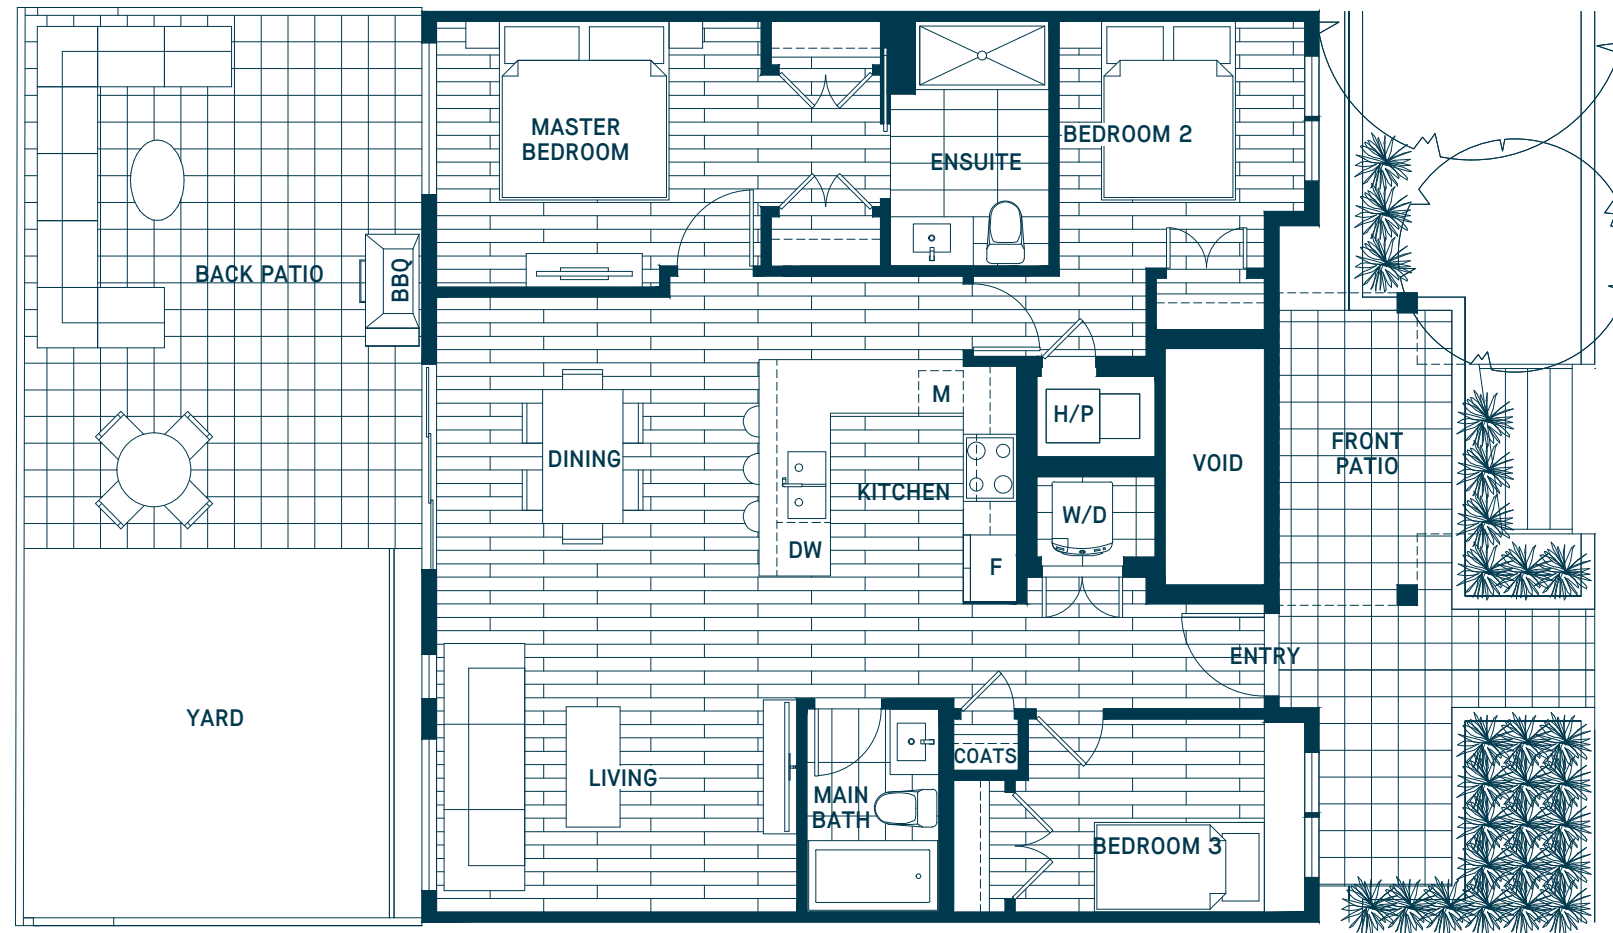 MASTER
BEDROOM
ENSUITE
BEDROOM 2
BACK PATIO
BBQ
M
H/P
DINING
KITCHEN
VOID
FRONT
PATIO
W/D
DW
F
ENTRY
YARD
LIVING
COATS
MAIN
BATH
BEDROOM 3